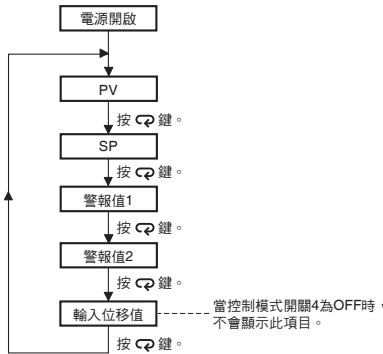 電源開啟
PV
按 鍵。
SP
按 鍵。
警報值1
按 鍵。
警報值2
按 鍵。
輸入位移值
當控制模式開關4為OFF時，
不會顯示此項目。
按 鍵。